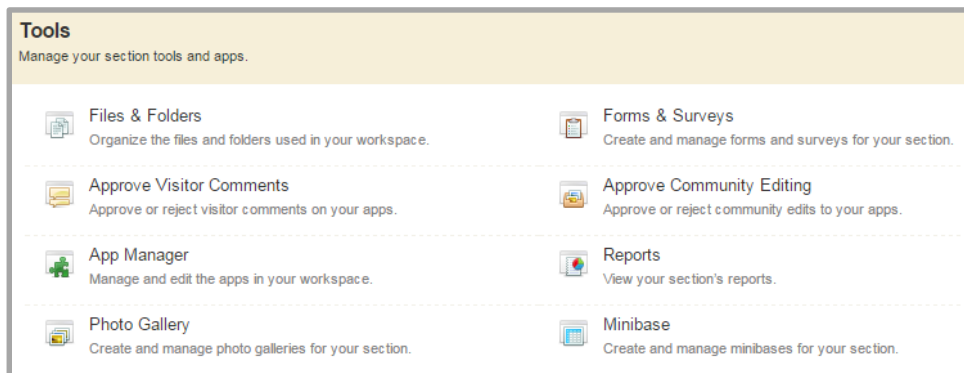 Tools
Manage your section tools and apps.
Files & Folders
Organize the files and folders used in your workspace.
Forms & Surveys
Create and manage forms and surveys for your section.
Approve Visitor Comments
Approve or reject visitor comments on your apps.
Approve Community Editing
Approve or reject community edits to your apps.
App Manager
Manage and edit the apps in your workspace.
Reports
View your section's reports.
Photo Gallery
Create and manage photo galleries for your section.
Minibase
Create and manage minibases for your section.